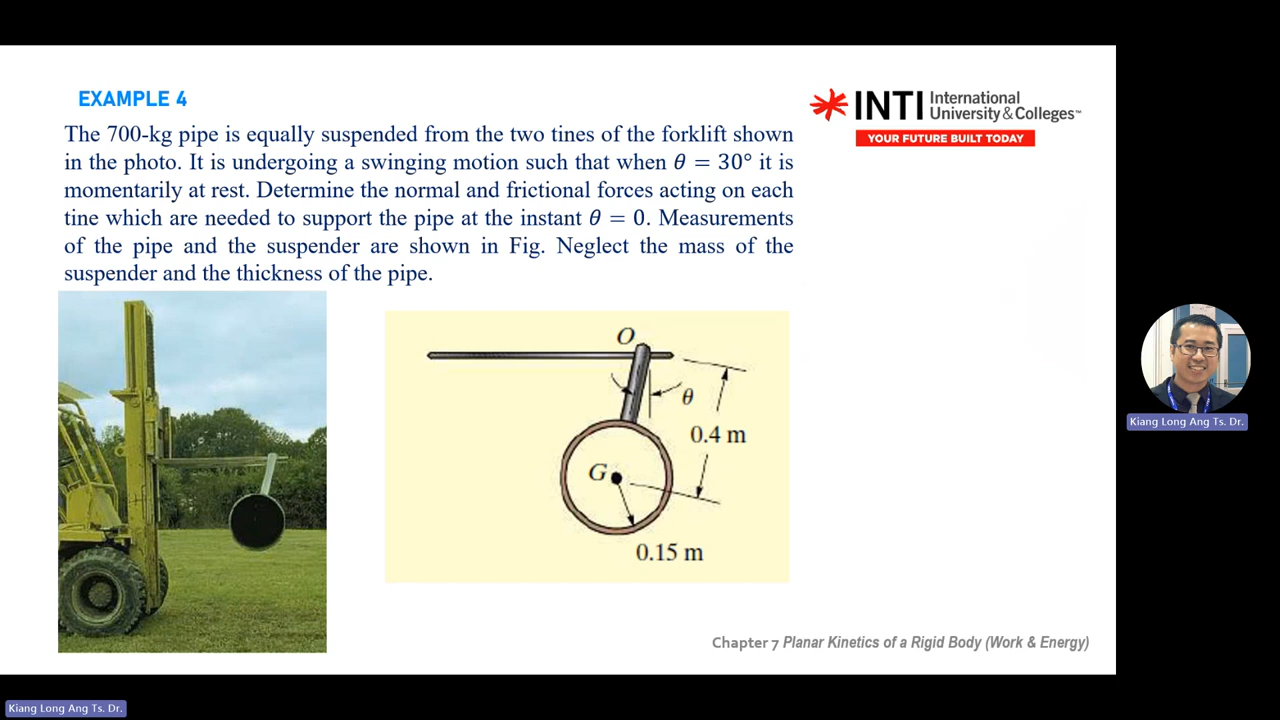 EXAMPLE 4
INTI International
University & Colleges™
YOUR FUTURE BUILT TODAY
The 700-kg pipe is equally suspended from the two tines of the forklift shown
in the photo. It is undergoing a swinging motion such that when θ = 30° it is
momentarily at rest. Determine the normal and frictional forces acting on each
tine which are needed to support the pipe at the instant θ = 0. Measurements
of the pipe and the suspender are shown in Fig. Neglect the mass of the
suspender and the thickness of the pipe.
O
θ
0.4 m
G
0.15 m
Kiang Long Ang Ts. Dr.
Chapter 7 Planar Kinetics of a Rigid Body (Work & Energy)
Kiang Long Ang Ts. Dr.